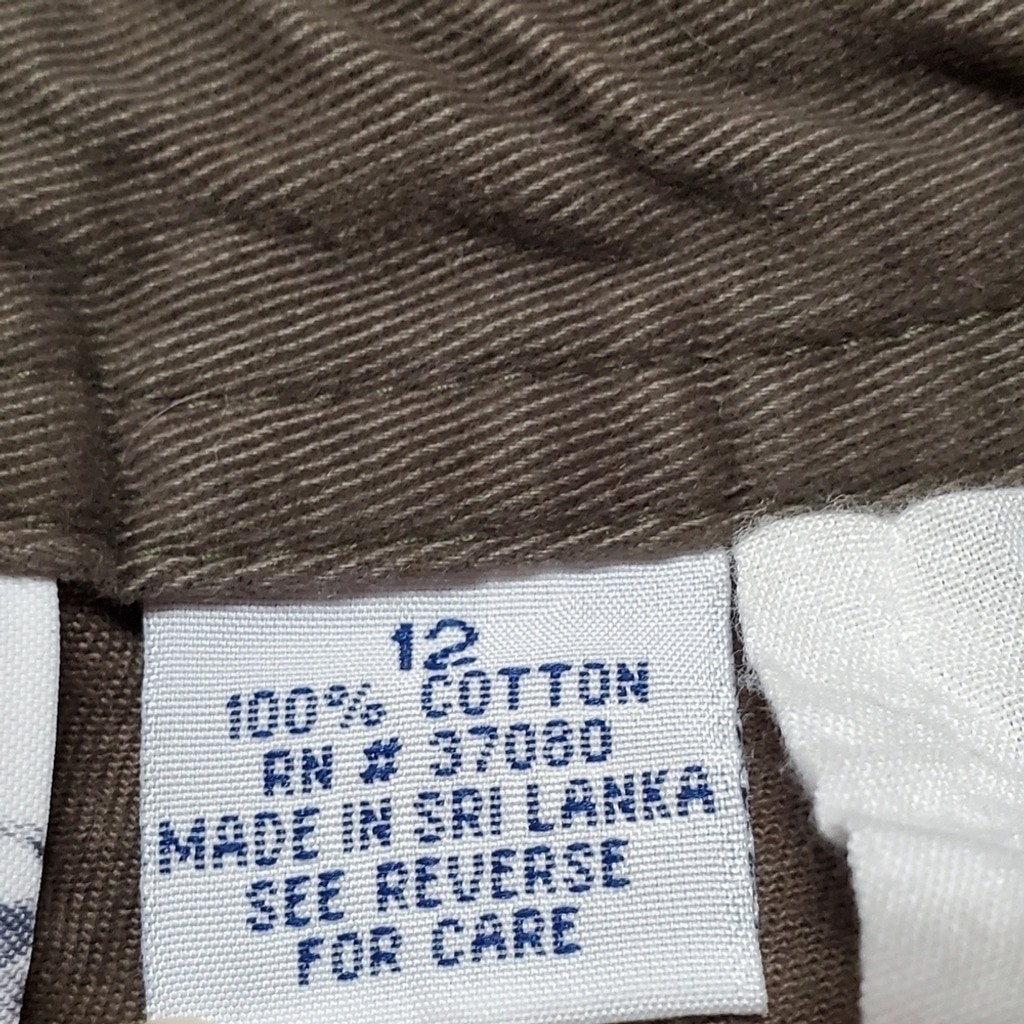 12
100% COTTON
RN # 37080
MADE IN SRI LANKA
SEE REVERSE
FOR CARE